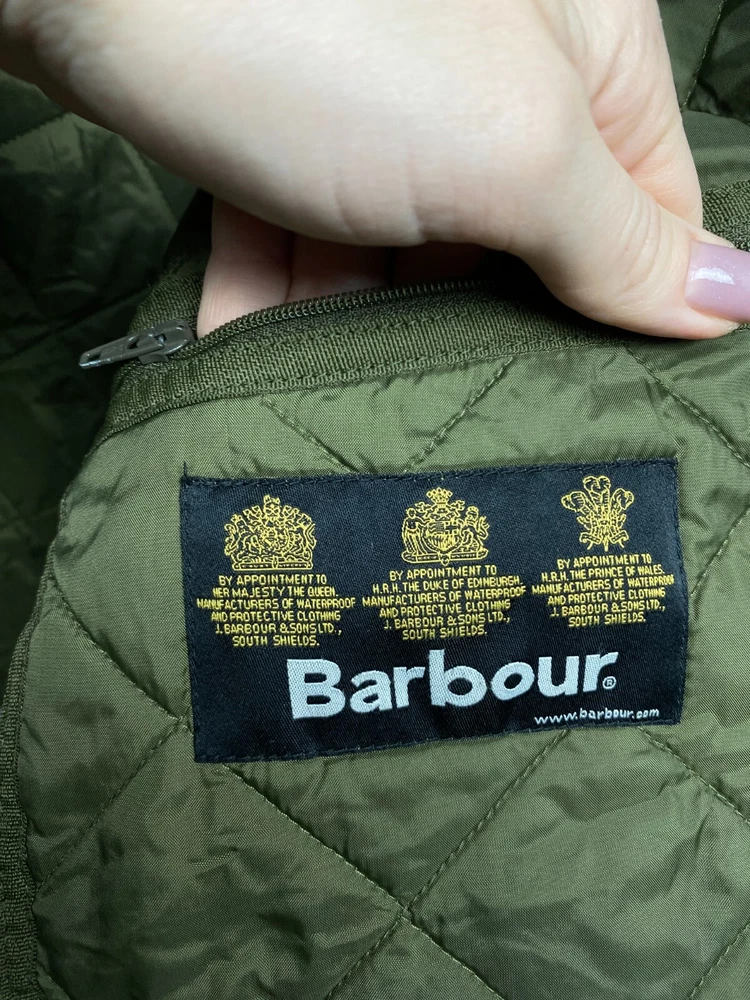 BY APPOINTMENT TO
HER MAJESTY THE QUEEN.
MANUFACTURERS OF WATERPROOF
AND PROTECTIVE CLOTHING
J. BARBOUR & SONS LTD.,
SOUTH SHIELDS.
BY APPOINTMENT TO
H.R.H. THE DUKE OF EDINBURGH.
MANUFACTURERS OF WATERPROOF
AND PROTECTIVE CLOTHING
J. BARBOUR & SONS LTD.,
SOUTH SHIELDS.
BY APPOINTMENT TO
H.R.H. THE PRINCE OF WALES.
MANUFACTURERS OF WATERPROOF
AND PROTECTIVE CLOTHING
J. BARBOUR & SONS LTD.,
SOUTH SHIELDS.
Barbour®
www.barbour.com